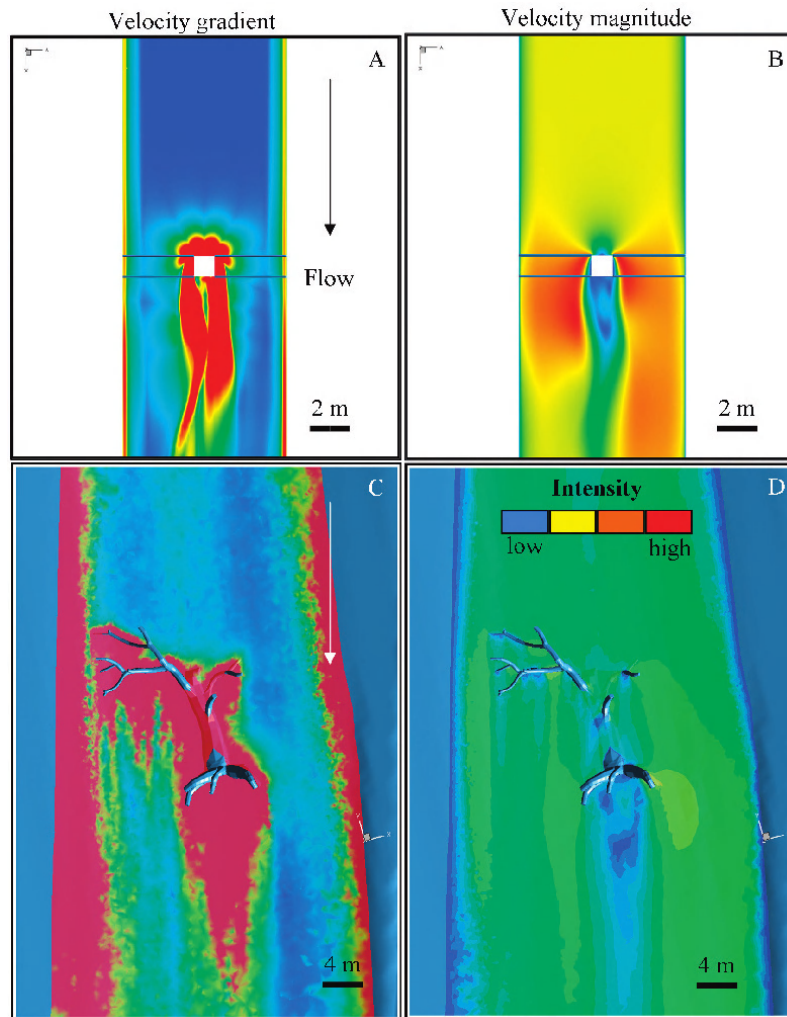 Velocity gradient
Velocity magnitude
A
B
Flow
2 m
2 m
C
D
Intensity
low
high
4 m
4 m